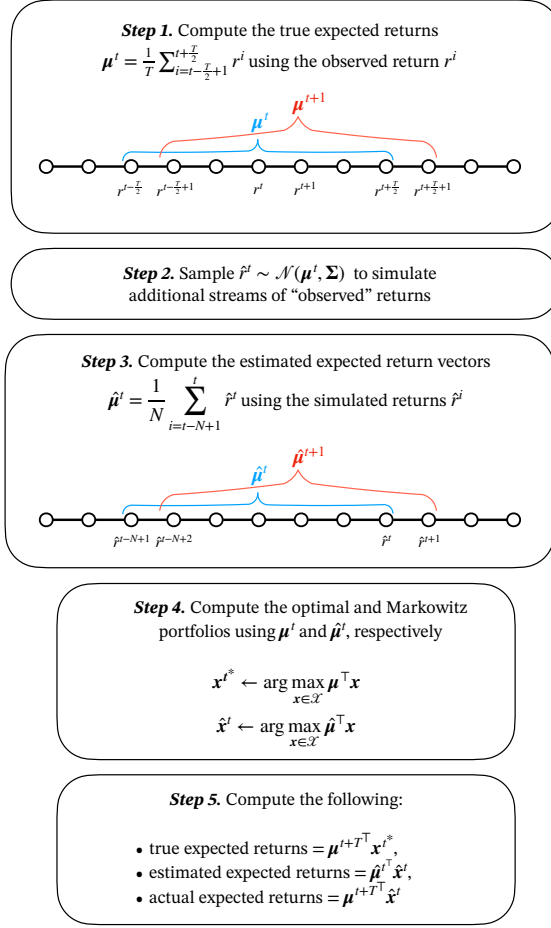 Step 1. Compute the true expected returns
μ^t = 1/T ∑_{i=t-T/2+1}^{t+T/2} r^i using the observed return r^i
μ^{t+1}
μ^t
r^{t-T/2} r^{t-T/2+1} r^t r^{t+1} r^{t+T/2} r^{t+T/2+1}
Step 2. Sample r̂^t ∼ 𝒩(μ^t, Σ) to simulate
additional streams of “observed” returns
Step 3. Compute the estimated expected return vectors
μ̂^t = 1/N ∑_{i=t-N+1}^{t} r̂^t using the simulated returns r̂^i
μ̂^{t+1}
μ̂^t
r̂^{t-N+1} r̂^{t-N+2} r̂^t r̂^{t+1}
Step 4. Compute the optimal and Markowitz
portfolios using μ^t and μ̂^t, respectively
x^{t*} ← arg max_{x∈𝒳} μ^⊤ x
x̂^t ← arg max_{x∈𝒳} μ̂^⊤ x
Step 5. Compute the following:
• true expected returns = μ^{t+T⊤} x^{t*},
• estimated expected returns = μ̂^{t⊤} x̂^t,
• actual expected returns = μ^{t+T⊤} x̂^t